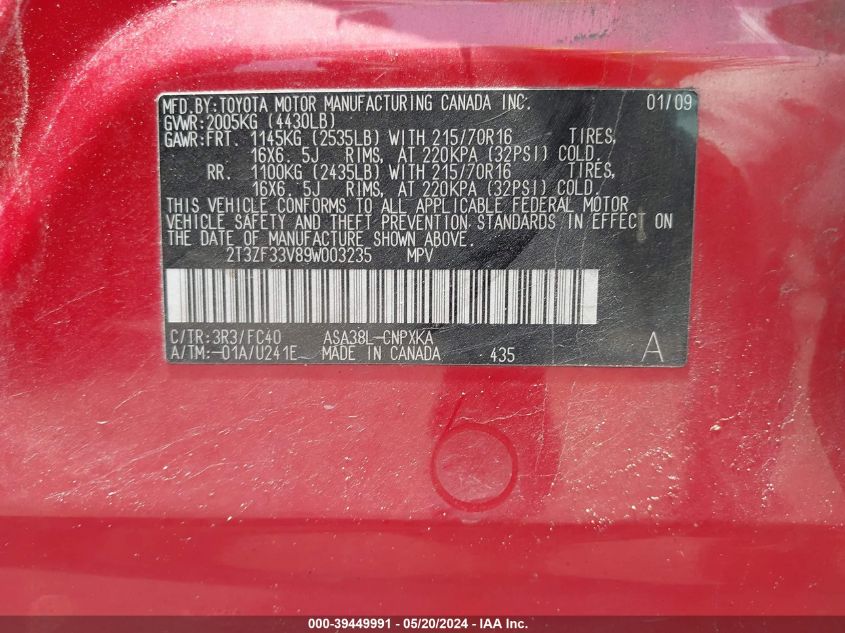 MFD.BY:TOYOTA MOTOR MANUFACTURING CANADA INC. 01/09
GVWR:2005KG (4430LB)
GAWR:FRT. 1145KG (2535LB) WITH 215/70R16 TIRES,
16X6.5J RIMS, AT 220KPA (32PSI) COLD.
RR. 1100KG (2435LB) WITH 215/70R16 TIRES,
16X6.5J RIMS, AT 220KPA (32PSI) COLD.
THIS VEHICLE CONFORMS TO ALL APPLICABLE FEDERAL MOTOR
VEHICLE SAFETY AND THEFT PREVENTION STANDARDS IN EFFECT ON
THE DATE OF MANUFACTURE SHOWN ABOVE.
2T3ZF33V89W003235 MPV
C/TR:3R3/FC40 ASA38L-CNPXKA
A/TM:-01A/U241E MADE IN CANADA 435 A
6
000-39449991 - 05/20/2024 - IAAI.com